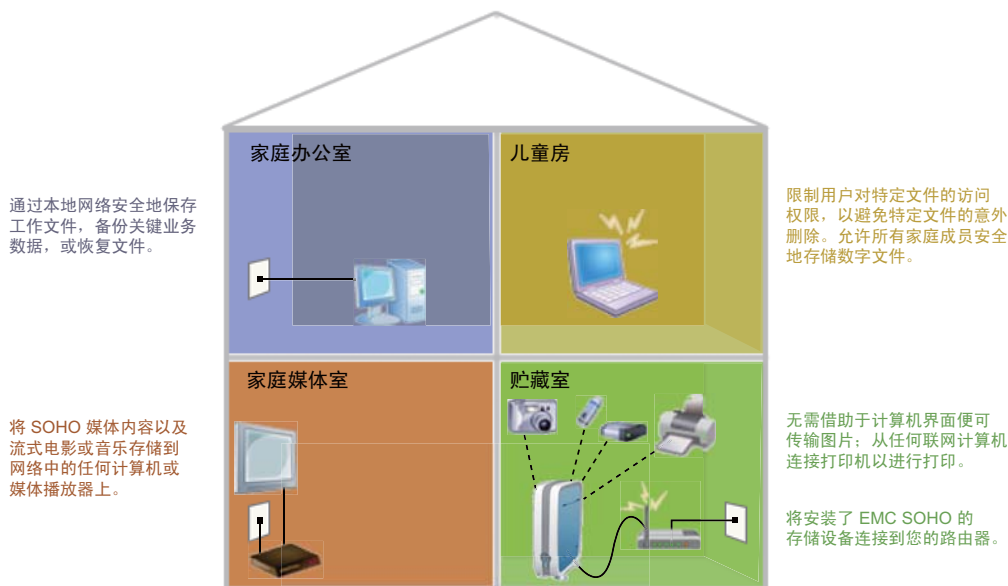 家庭办公室
儿童房
通过本地网络安全地保存
工作文件，备份关键业务
数据，或恢复文件。
限制用户对特定文件的访问
权限，以避免特定文件的意外
删除。允许所有家庭成员安全
地存储数字文件。
家庭媒体室
贮藏室
将 SOHO 媒体内容以及
流式电影或音乐存储到
网络中的任何计算机或
媒体播放器上。
无需借助于计算机界面便可
传输图片；从任何联网计算机
连接打印机以进行打印。
将安装了 EMC SOHO 的
存储设备连接到您的路由器。